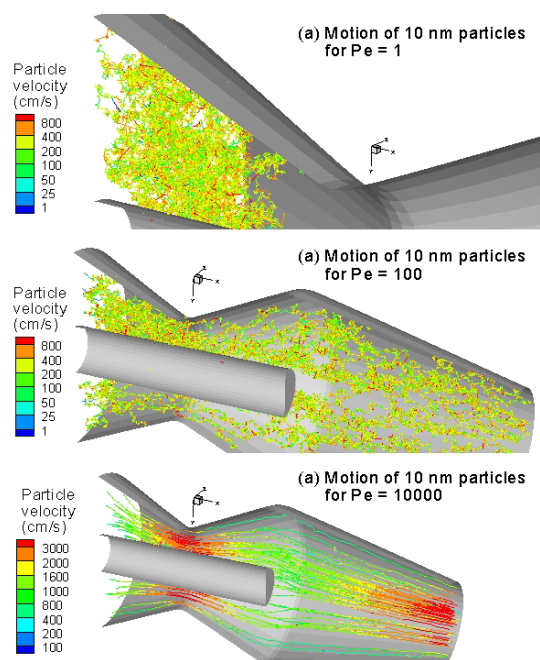 (a) Motion of 10 nm particles
for Pe = 1
Particle
velocity
(cm/s)
800
400
200
100
50
25
1
X
Y
Z
(a) Motion of 10 nm particles
for Pe = 100
Particle
velocity
(cm/s)
800
400
200
100
50
25
1
X
Y
Z
(a) Motion of 10 nm particles
for Pe = 10000
Particle
velocity
(cm/s)
3000
2000
1600
1000
800
400
200
100
X
Y
Z